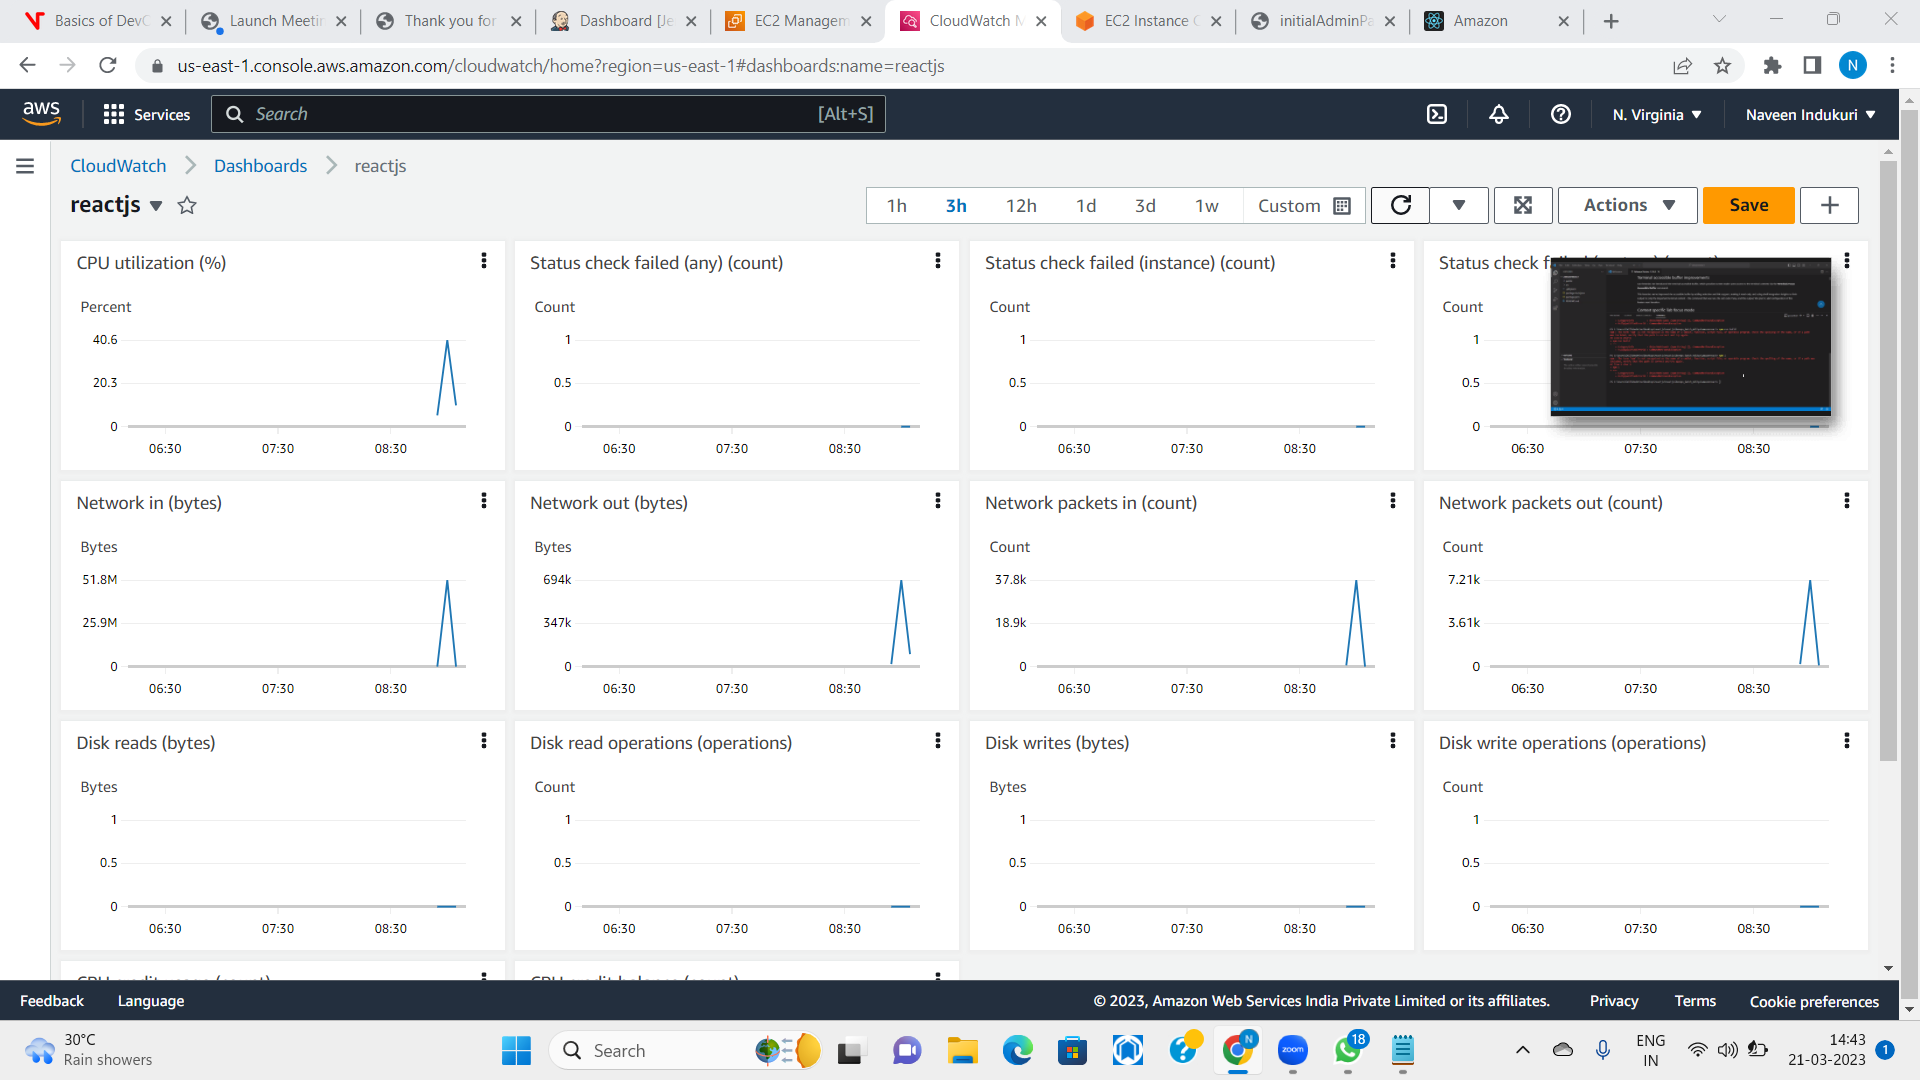 Basics of DevC
Launch Meetin
Thank you for
Dashboard [Je
EC2 Managem
CloudWatch M
EC2 Instance C
initialAdminPa
Amazon
us-east-1.console.aws.amazon.com/cloudwatch/home?region=us-east-1#dashboards:name=reactjs
N
aws
Services
Search
[Alt+S]
N. Virginia
Naveen Indukuri
CloudWatch
Dashboards
reactjs
reactjs
1h
3h
12h
1d
3d
1w
Custom
Actions
Save
CPU utilization (%)
Percent
40.6
20.3
0
06:30
07:30
08:30
Status check failed (any) (count)
Count
1
0.5
0
06:30
07:30
08:30
Status check failed (instance) (count)
Count
1
0.5
0
06:30
07:30
08:30
Status check
Count
1
0.5
0
06:30
07:30
08:30
Network in (bytes)
Bytes
51.8M
25.9M
0
06:30
07:30
08:30
Network out (bytes)
Bytes
694k
347k
0
06:30
07:30
08:30
Network packets in (count)
Count
37.8k
18.9k
0
06:30
07:30
08:30
Network packets out (count)
Count
7.21k
3.61k
0
06:30
07:30
08:30
Disk reads (bytes)
Bytes
1
0.5
0
06:30
07:30
08:30
Disk read operations (operations)
Count
1
0.5
0
06:30
07:30
08:30
Disk writes (bytes)
Bytes
1
0.5
0
06:30
07:30
08:30
Disk write operations (operations)
Count
1
0.5
0
06:30
07:30
08:30
Feedback
Language
© 2023, Amazon Web Services India Private Limited or its affiliates.
Privacy
Terms
Cookie preferences
30°C
Rain showers
Search
N
zoom
18
ENG
IN
14:43
21-03-2023
1